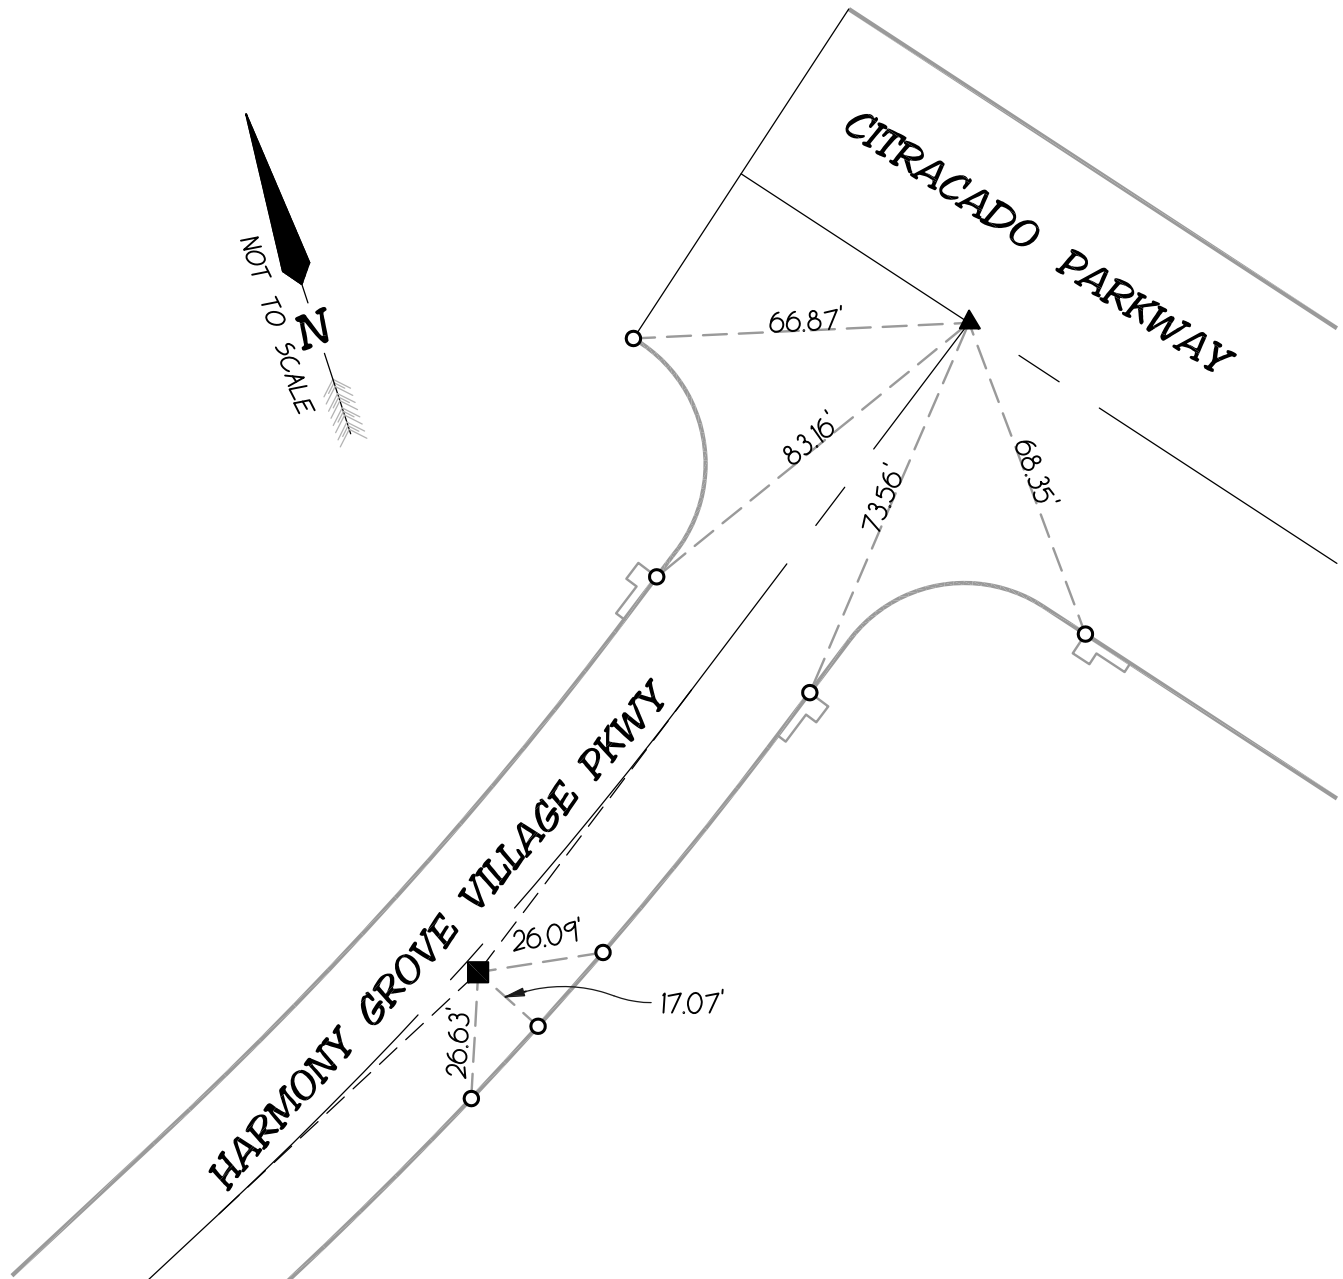 CITRACADO PARKWAY
NOT TO SCALE
N
66.87'
83.16'
73.56'
68.35'
HARMONY GROVE VILLAGE PKWY
26.09'
17.07'
26.63'